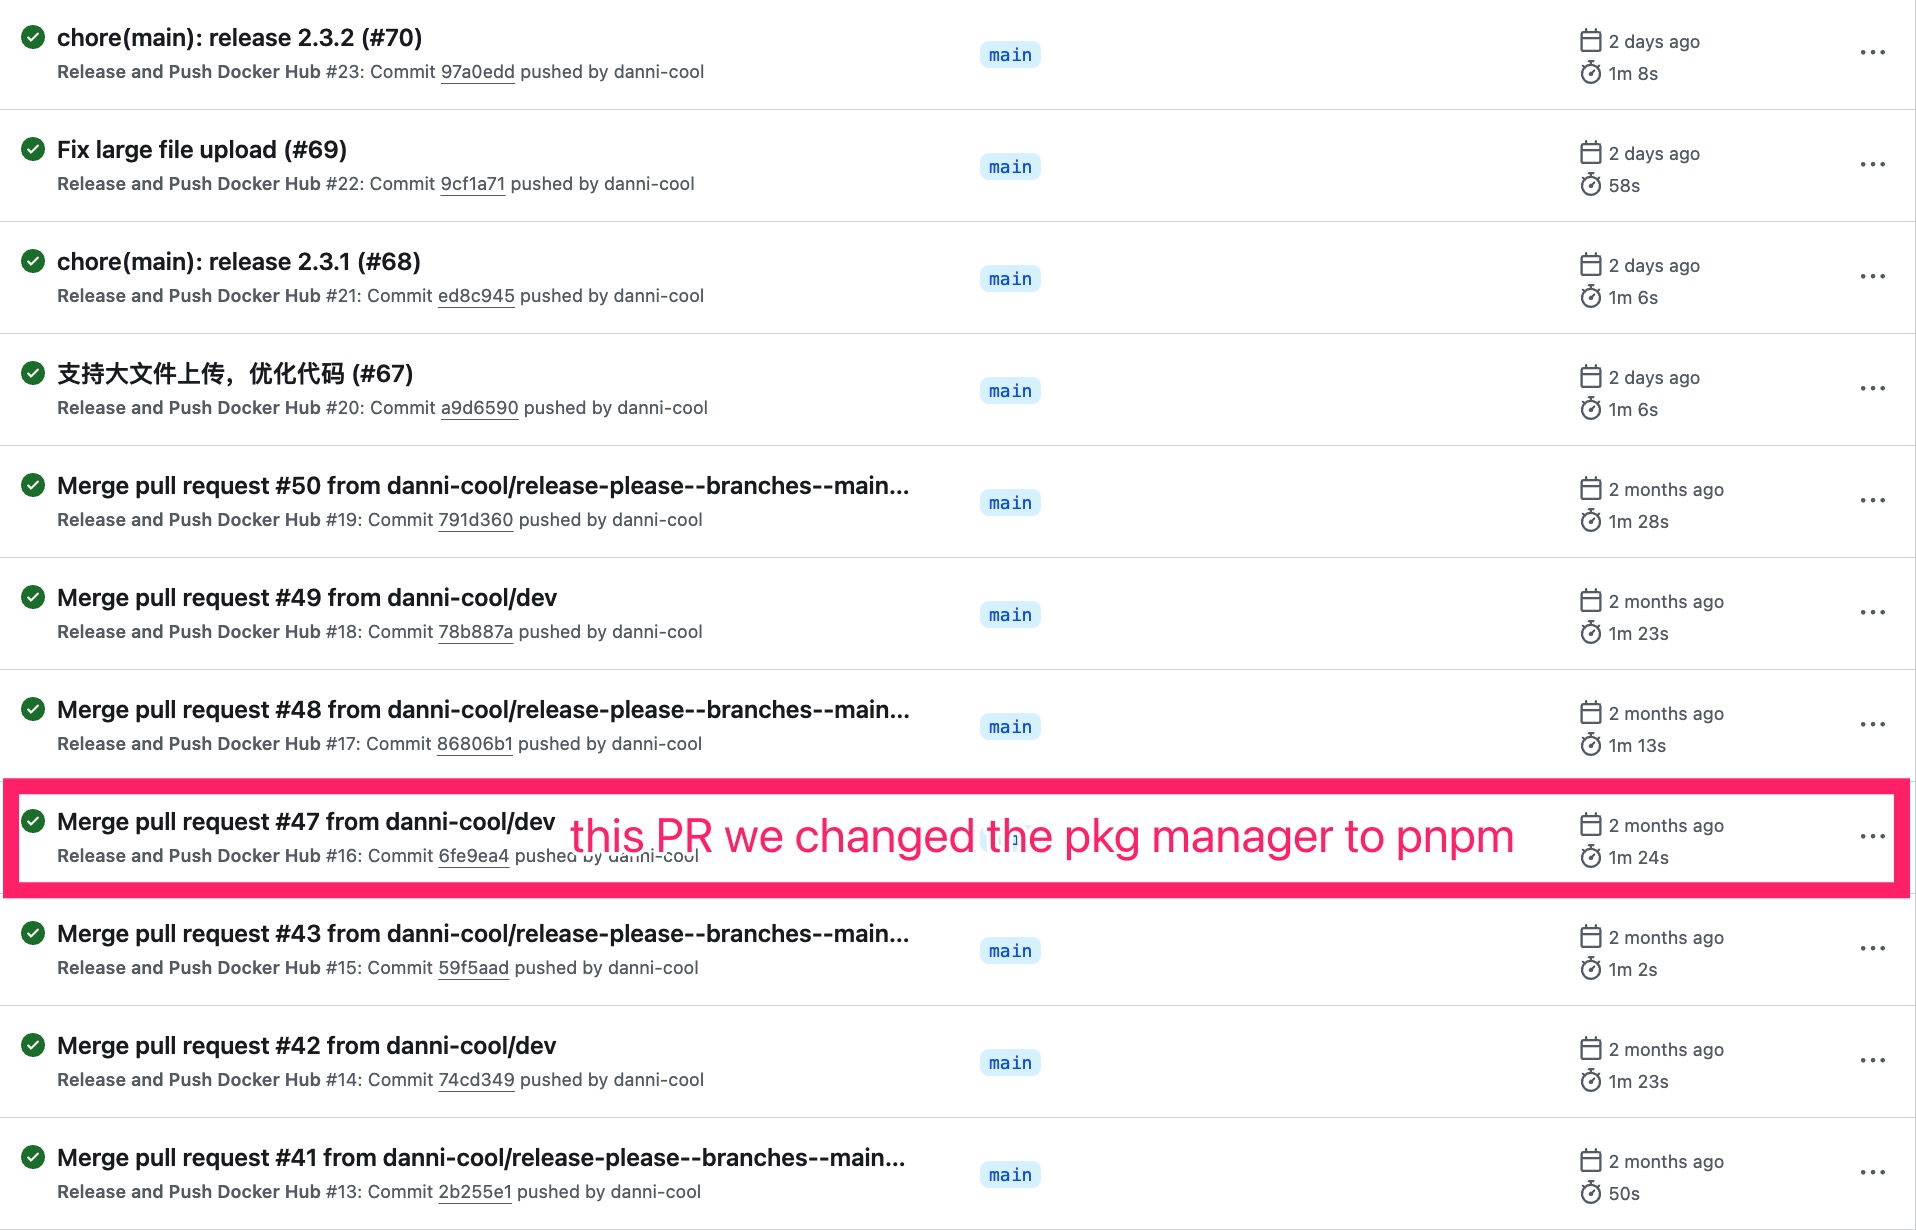 chore(main): release 2.3.2 (#70)
Release and Push Docker Hub #23: Commit 97a0edd pushed by danni-cool
main
2 days ago
1m 8s
Fix large file upload (#69)
Release and Push Docker Hub #22: Commit 9cf1a71 pushed by danni-cool
main
2 days ago
58s
chore(main): release 2.3.1 (#68)
Release and Push Docker Hub #21: Commit ed8c945 pushed by danni-cool
main
2 days ago
1m 6s
支持大文件上传，优化代码 (#67)
Release and Push Docker Hub #20: Commit a9d6590 pushed by danni-cool
main
2 days ago
1m 6s
Merge pull request #50 from danni-cool/release-please--branches--main...
Release and Push Docker Hub #19: Commit 791d360 pushed by danni-cool
main
2 months ago
1m 28s
Merge pull request #49 from danni-cool/dev
Release and Push Docker Hub #18: Commit 78b887a pushed by danni-cool
main
2 months ago
1m 23s
Merge pull request #48 from danni-cool/release-please--branches--main...
Release and Push Docker Hub #17: Commit 86806b1 pushed by danni-cool
main
2 months ago
1m 13s
Merge pull request #47 from danni-cool/dev
this PR we changed the pkg manager to pnpm
Release and Push Docker Hub #16: Commit 6fe9ea4 pushed by danni-cool
2 months ago
1m 24s
Merge pull request #43 from danni-cool/release-please--branches--main...
Release and Push Docker Hub #15: Commit 59f5aad pushed by danni-cool
main
2 months ago
1m 2s
Merge pull request #42 from danni-cool/dev
Release and Push Docker Hub #14: Commit 74cd349 pushed by danni-cool
main
2 months ago
1m 23s
Merge pull request #41 from danni-cool/release-please--branches--main...
Release and Push Docker Hub #13: Commit 2b255e1 pushed by danni-cool
main
2 months ago
50s